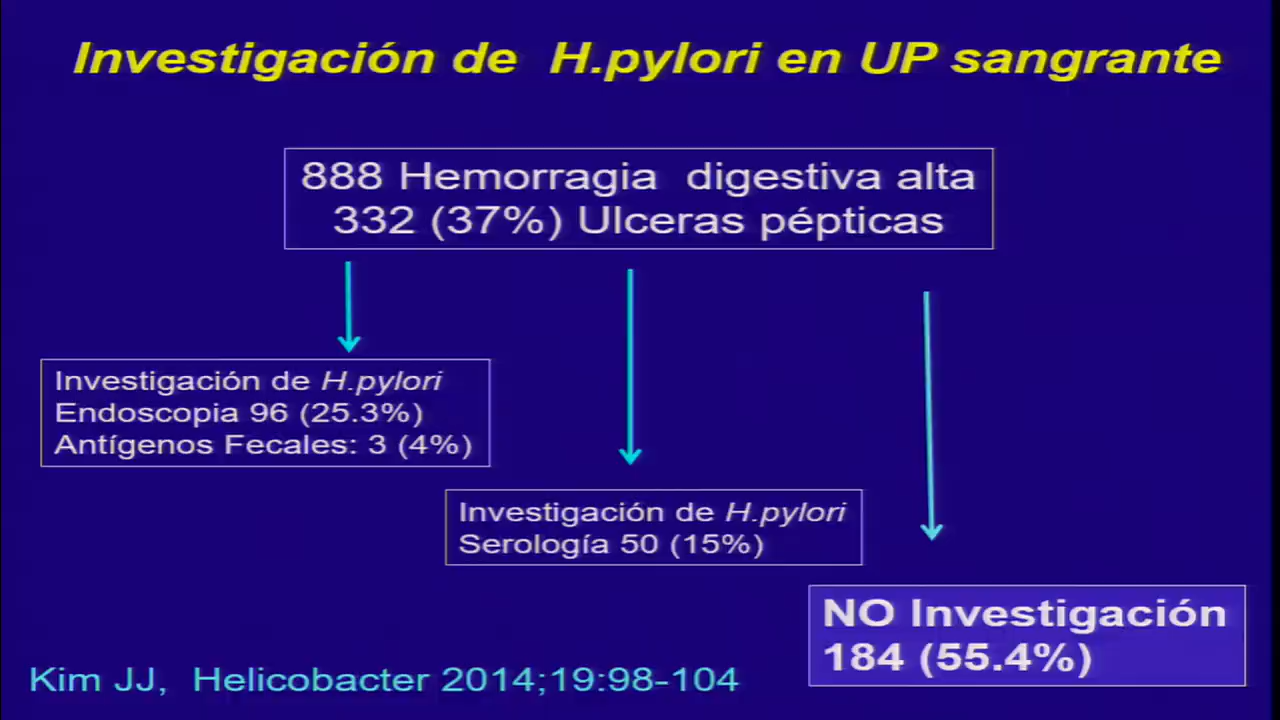 Investigación de H.pylori en UP sangrante
888 Hemorragia digestiva alta
332 (37%) Ulceras pépticas
Investigación de H.pylori
Endoscopia 96 (25.3%)
Antígenos Fecales: 3 (4%)
Investigación de H.pylori
Serología 50 (15%)
NO Investigación
184 (55.4%)
Kim JJ, Helicobacter 2014;19:98-104